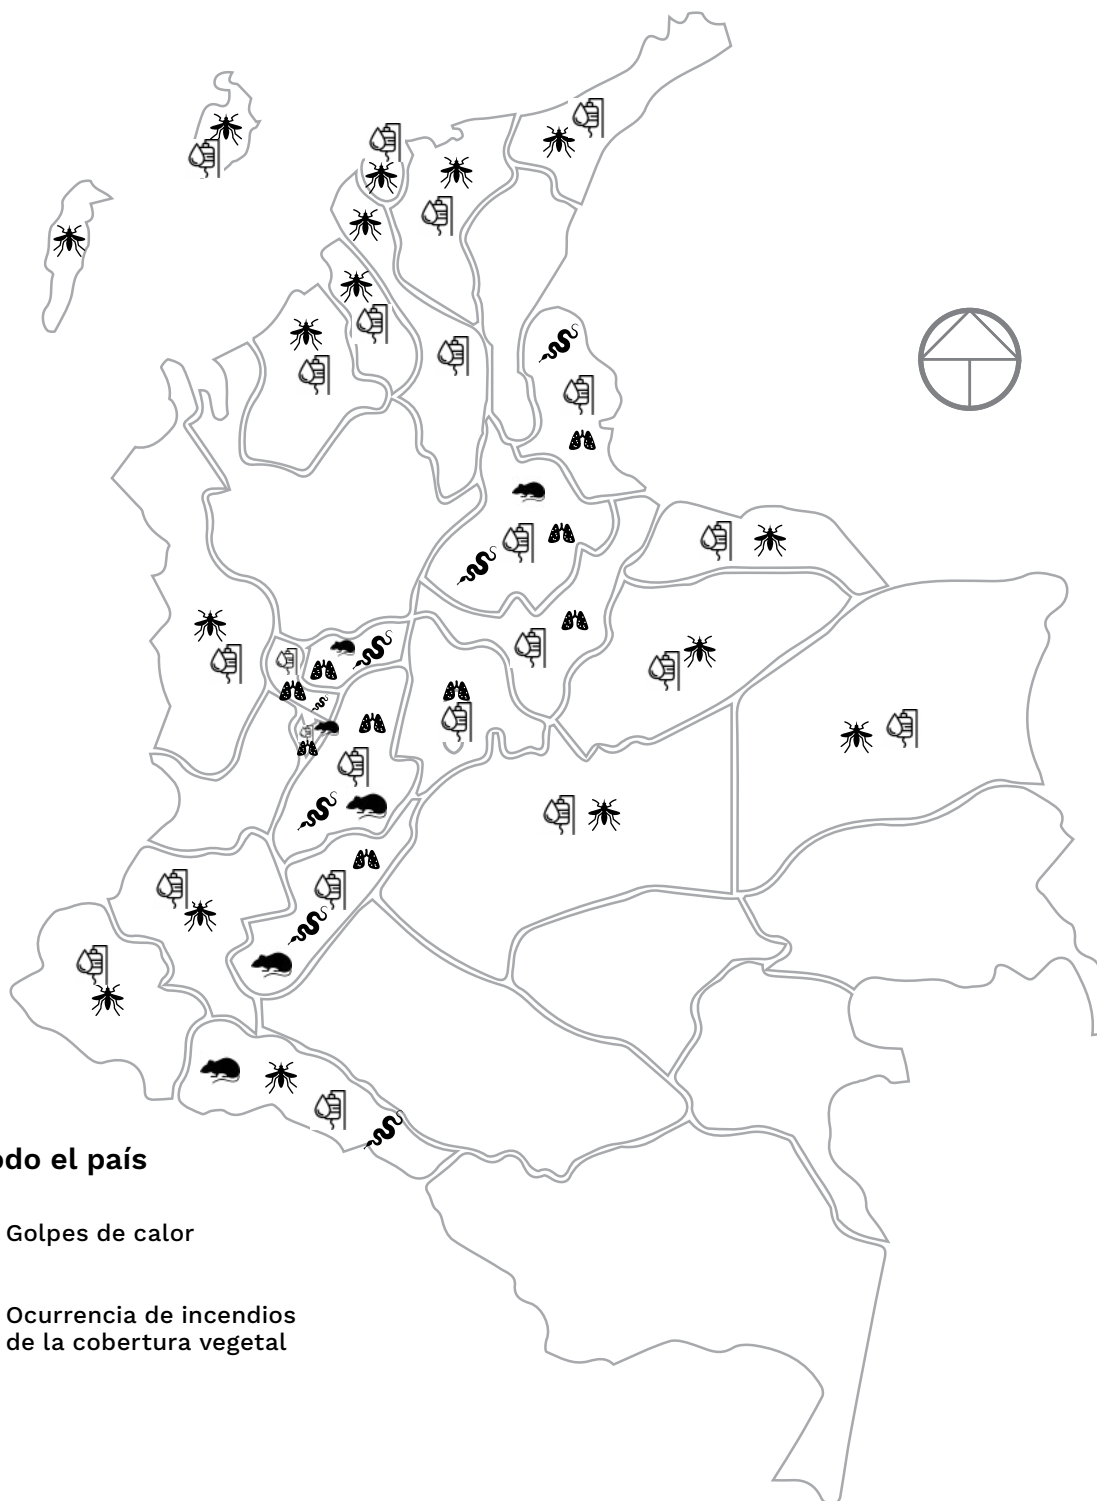 odo el país
Golpes de calor
Ocurrencia de incendios
de la cobertura vegetal